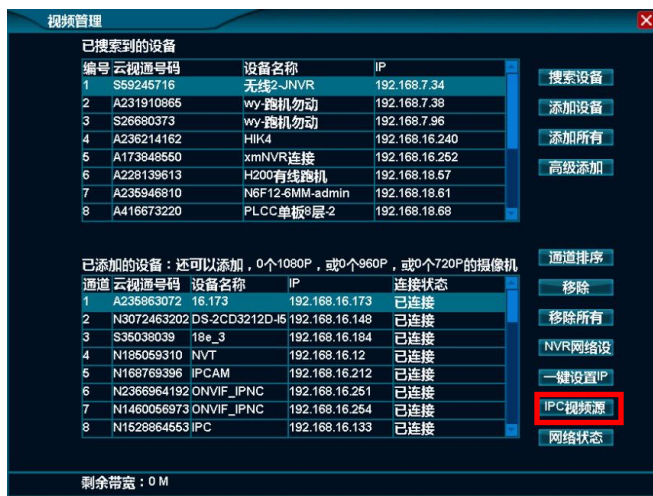 视频管理
已搜索到的设备
编号 云视通号码 设备名称 IP
1 S59245716 无线2-JNVR 192.168.7.34
2 A231910865 wy-跑机勿动 192.168.7.38
3 S26680373 wy-跑机勿动 192.168.7.96
4 A236214162 HIK4 192.168.16.240
5 A173848550 xmNVR连接 192.168.16.252
6 A228139613 H200有线跑机 192.168.18.57
7 A235946810 N6F12-6MM-admin 192.168.18.61
8 A416673220 PLCC单板8层-2 192.168.18.68
搜索设备
添加设备
添加所有
高级添加
已添加的设备：还可以添加，0个1080P，或0个960P，或0个720P的摄像机
通道 云视通号码 设备名称 IP 连接状态
1 A235863072 16.173 192.168.16.173 已连接
2 N3072463202 DS-2CD3212D-I5 192.168.16.148 已连接
3 S35038039 18e_3 192.168.16.184 已连接
4 N185059310 NVT 192.168.16.12 已连接
5 N168769396 IPCAM 192.168.16.212 已连接
6 N2366964192 ONVIF_IPNC 192.168.16.251 已连接
7 N1460056973 ONVIF_IPNC 192.168.16.254 已连接
8 N1528864553 IPC 192.168.16.133 已连接
通道排序
移除
移除所有
NVR网络设
一键设置IP
IPC视频源
网络状态
剩余带宽：0 M